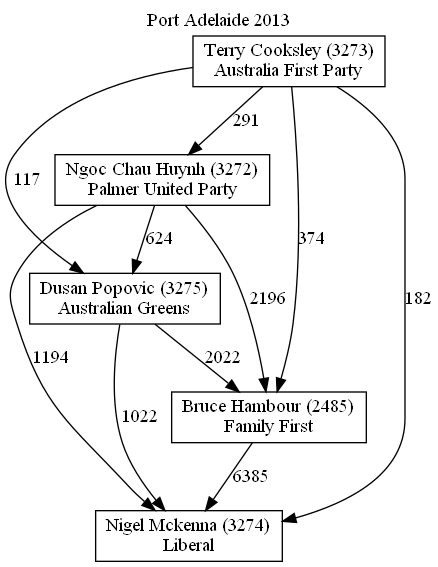 Port Adelaide 2013
Terry Cooksley (3273)
Australia First Party
291
Ngoc Chau Huynh (3272)
Palmer United Party
117
624
374
Dusan Popovic (3275)
Australian Greens
2196
182
1194
2022
1022
Bruce Hambour (2485)
Family First
6385
Nigel Mckenna (3274)
Liberal